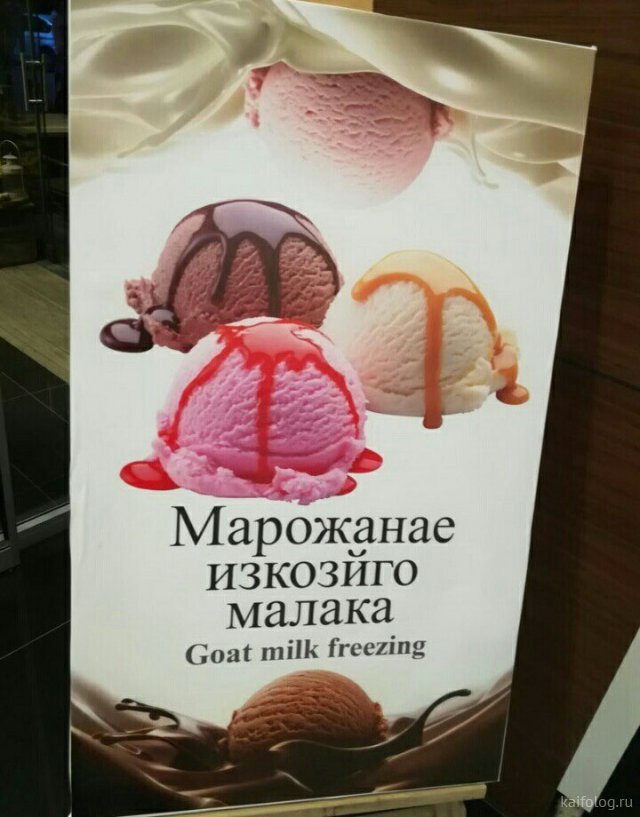 Марожанае
изкозйго
малака
Goat milk freezing
kaifolog.ru